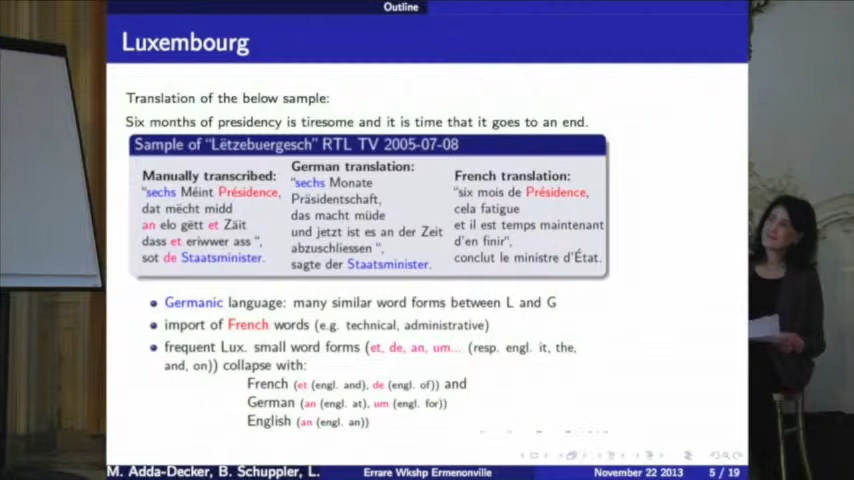 Outline
Luxembourg
Translation of the below sample:
Six months of presidency is tiresome and it is time that it goes to an end.
Sample of "Lëtzebuergesch" RTL TV 2005-07-08
Manually transcribed:
"sechs Méint Présidence,
dat mëcht midd
an elo gëtt et Zäit
dass et eriwwer ass ",
sot de Staatsminister.
German translation:
"sechs Monate
Präsidentschaft,
das macht müde
und jetzt ist es an der Zeit
abzuschliessen ",
sagte der Staatsminister.
French translation:
"six mois de Présidence,
cela fatigue
et il est temps maintenant
d'en finir",
conclut le ministre d'État.
Germanic language: many similar word forms between L and G
import of French words (e.g. technical, administrative)
frequent Lux. small word forms (et, de, an, um... (resp. engl. it, the,
and, on)) collapse with:
French (et (engl. and), de (engl. of)) and
German (an (engl. at), um (engl. for))
English (an (engl. an))
M. Adda-Decker, B. Schuppler, L. Errare Wkshp Ermenonville November 22 2013 5 / 19